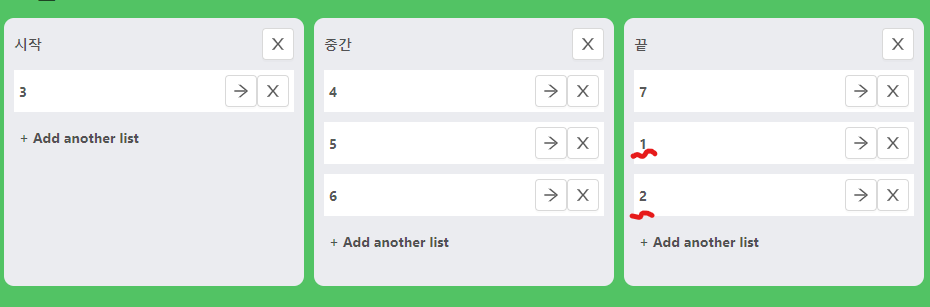 시작 X
3 → X
+ Add another list
중간 X
4 → X
5 → X
6 → X
+ Add another list
끝 X
7 → X
1 → X
2 → X
+ Add another list